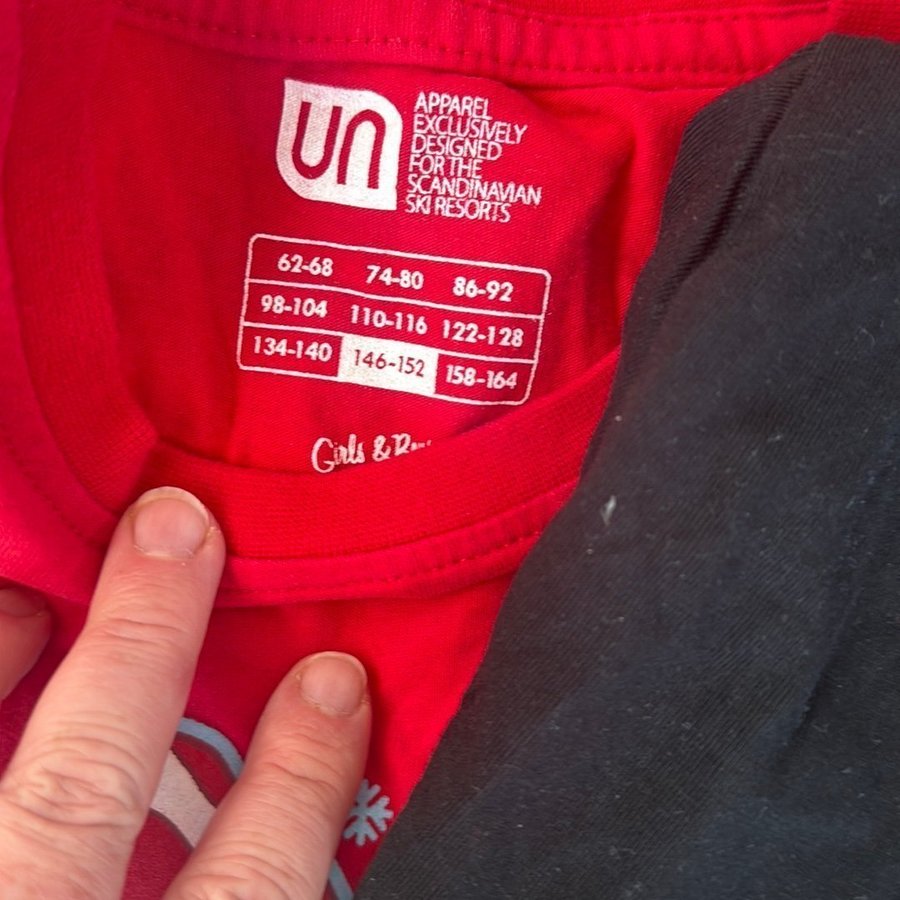 un
APPAREL
EXCLUSIVELY
DESIGNED
FOR THE
SCANDINAVIAN
SKI RESORTS
62-68 74-80 86-92
98-104 110-116 122-128
134-140 146-152 158-164
Girls &